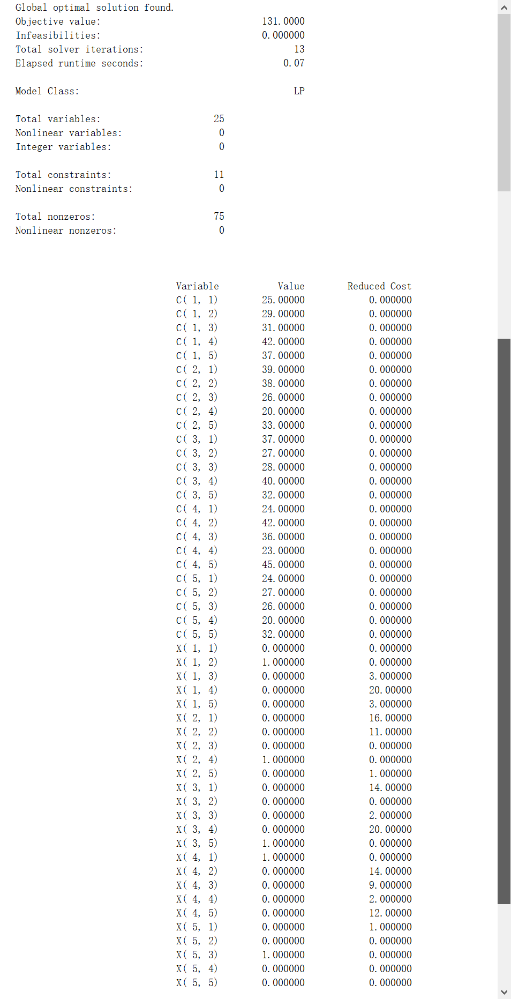 Global optimal solution found.
Objective value: 131.0000
Infeasibilities: 0.000000
Total solver iterations: 13
Elapsed runtime seconds: 0.07
Model Class: LP
Total variables: 25
Nonlinear variables: 0
Integer variables: 0
Total constraints: 11
Nonlinear constraints: 0
Total nonzeros: 75
Nonlinear nonzeros: 0
Variable Value Reduced Cost
C( 1, 1) 25.00000 0.000000
C( 1, 2) 29.00000 0.000000
C( 1, 3) 31.00000 0.000000
C( 1, 4) 42.00000 0.000000
C( 1, 5) 37.00000 0.000000
C( 2, 1) 39.00000 0.000000
C( 2, 2) 38.00000 0.000000
C( 2, 3) 26.00000 0.000000
C( 2, 4) 20.00000 0.000000
C( 2, 5) 33.00000 0.000000
C( 3, 1) 37.00000 0.000000
C( 3, 2) 27.00000 0.000000
C( 3, 3) 28.00000 0.000000
C( 3, 4) 40.00000 0.000000
C( 3, 5) 32.00000 0.000000
C( 4, 1) 24.00000 0.000000
C( 4, 2) 42.00000 0.000000
C( 4, 3) 36.00000 0.000000
C( 4, 4) 23.00000 0.000000
C( 4, 5) 45.00000 0.000000
C( 5, 1) 24.00000 0.000000
C( 5, 2) 27.00000 0.000000
C( 5, 3) 26.00000 0.000000
C( 5, 4) 20.00000 0.000000
C( 5, 5) 32.00000 0.000000
X( 1, 1) 0.000000 0.000000
X( 1, 2) 1.000000 0.000000
X( 1, 3) 0.000000 3.000000
X( 1, 4) 0.000000 20.00000
X( 1, 5) 0.000000 3.000000
X( 2, 1) 0.000000 16.00000
X( 2, 2) 0.000000 11.00000
X( 2, 3) 0.000000 0.000000
X( 2, 4) 1.000000 0.000000
X( 2, 5) 0.000000 1.000000
X( 3, 1) 0.000000 14.00000
X( 3, 2) 0.000000 0.000000
X( 3, 3) 0.000000 2.000000
X( 3, 4) 0.000000 20.00000
X( 3, 5) 1.000000 0.000000
X( 4, 1) 1.000000 0.000000
X( 4, 2) 0.000000 14.00000
X( 4, 3) 0.000000 9.000000
X( 4, 4) 0.000000 2.000000
X( 4, 5) 0.000000 12.00000
X( 5, 1) 0.000000 1.000000
X( 5, 2) 0.000000 0.000000
X( 5, 3) 1.000000 0.000000
X( 5, 4) 0.000000 0.000000
X( 5, 5) 0.000000 0.000000